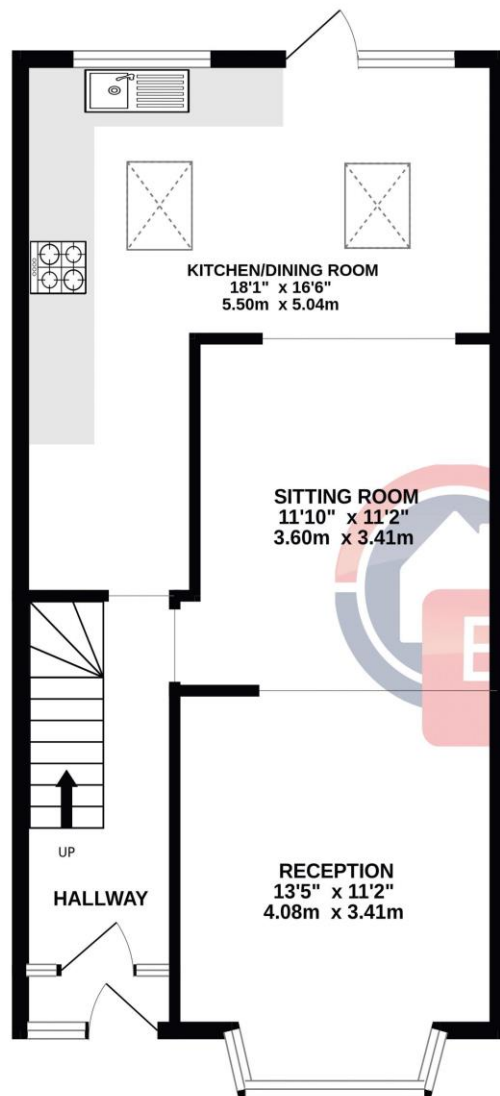 KITCHEN/DINING ROOM
18'1" x 16'6"
5.50m x 5.04m
SITTING ROOM
11'10" x 11'2"
3.60m x 3.41m
E
UP
HALLWAY
RECEPTION
13'5" x 11'2"
4.08m x 3.41m